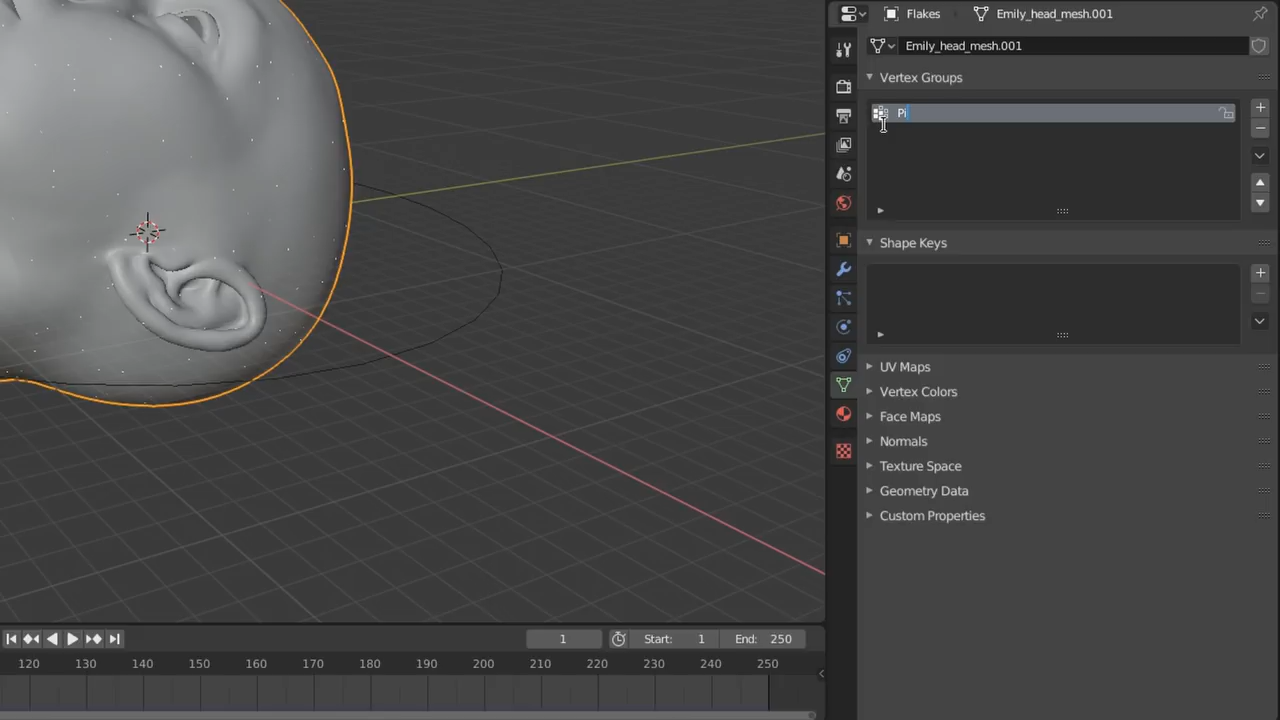 Flakes Emily_head_mesh.001
Emily_head_mesh.001
Vertex Groups
Pi
Shape Keys
UV Maps
Vertex Colors
Face Maps
Normals
Texture Space
Geometry Data
Custom Properties
1 Start: 1 End: 250
120 130 140 150 160 170 180 190 200 210 220 230 240 250